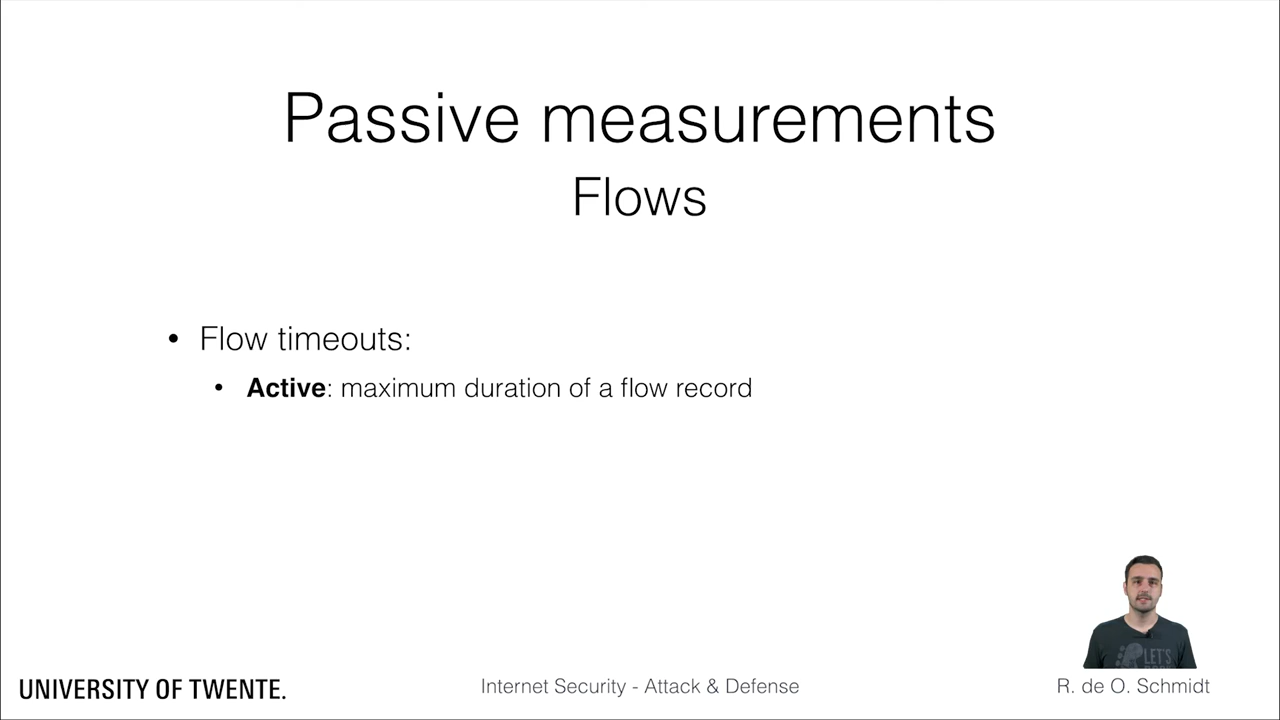 Passive measurements
Flows
• Flow timeouts:
• Active: maximum duration of a flow record
LET'S
UNIVERSITY OF TWENTE.
Internet Security - Attack & Defense
R. de O. Schmidt